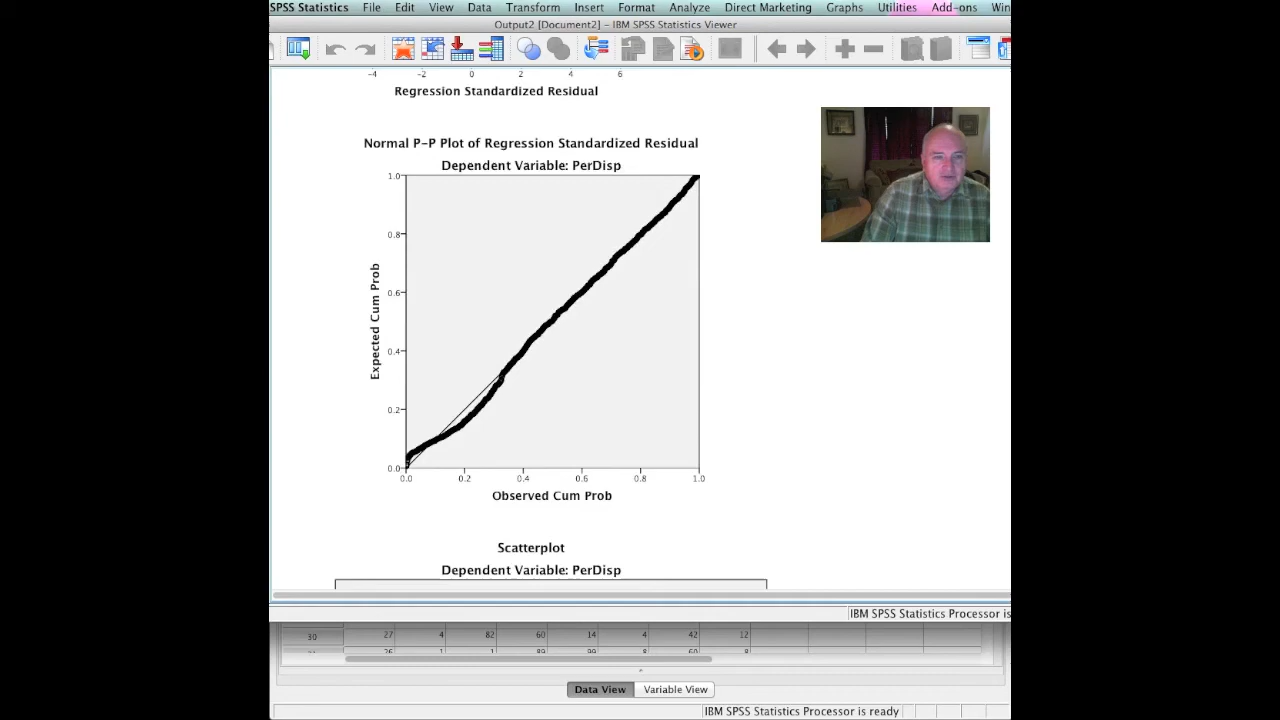 SPSS Statistics File Edit View Data Transform Insert Format Analyze Direct Marketing Graphs Utilities Add-ons Win
Output2 [Document2] – IBM SPSS Statistics Viewer
-4 -2 0 2 4 6
Regression Standardized Residual
Normal P-P Plot of Regression Standardized Residual
Dependent Variable: PerDisp
1.0
0.8
0.6
0.4
0.2
0.0
Expected Cum Prob
0.0 0.2 0.4 0.6 0.8 1.0
Observed Cum Prob
Scatterplot
Dependent Variable: PerDisp
IBM SPSS Statistics Processor is
30 27 4 82 60 14 4 42 12
Data View Variable View
IBM SPSS Statistics Processor is ready